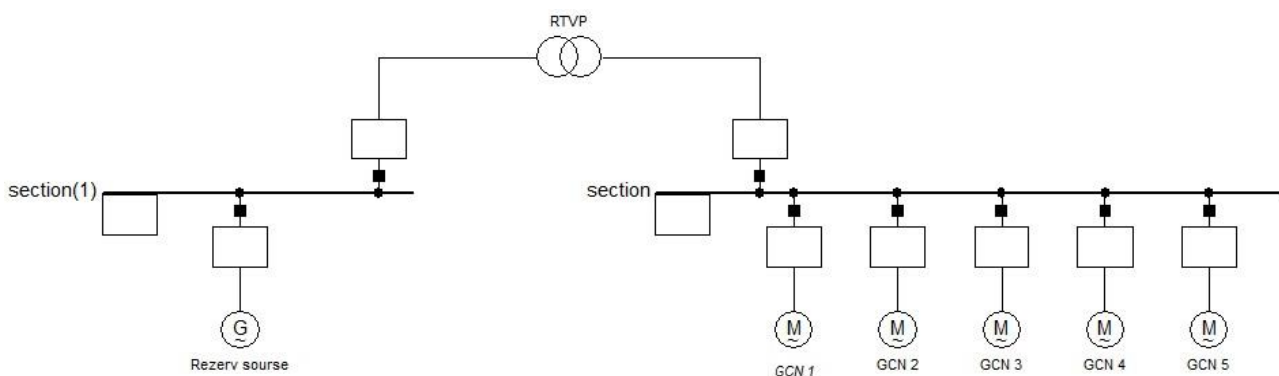 RTVP
section(1)
section
G
~
M
~
M
~
M
~
M
~
M
~
Rezerv sourse
GCN 1
GCN 2
GCN 3
GCN 4
GCN 5